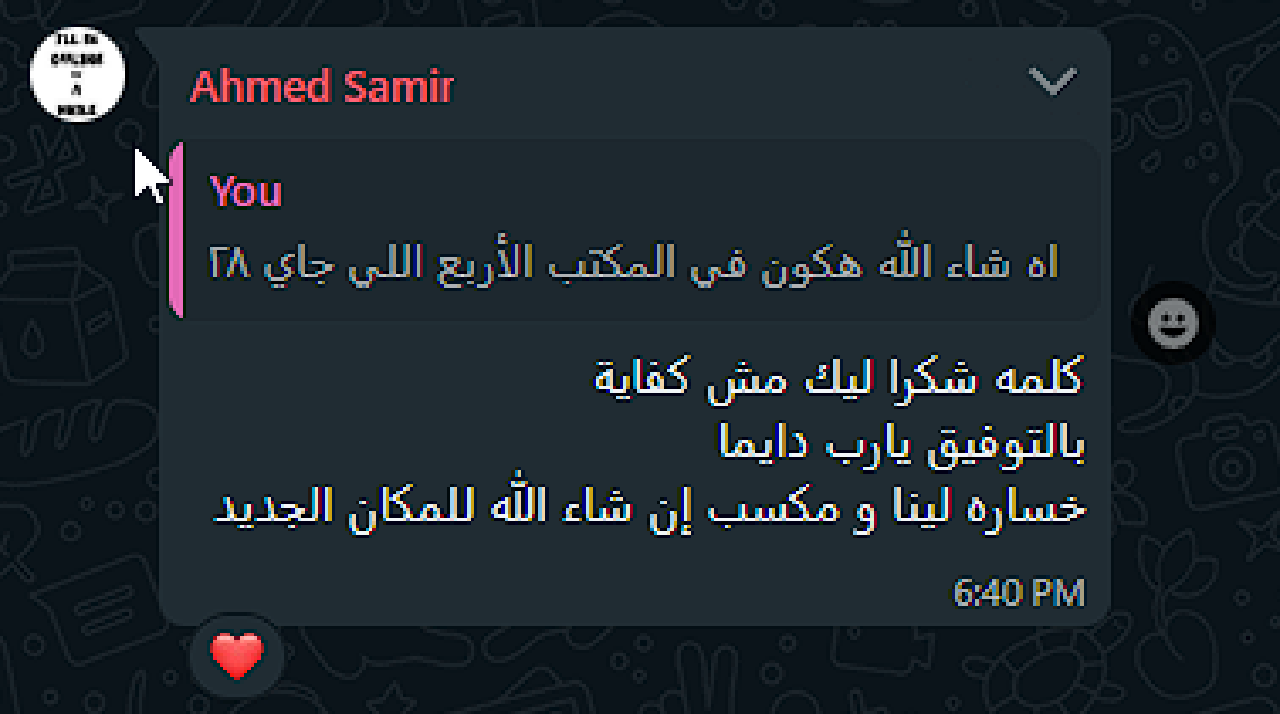 Ahmed Samir
You
اه شاء الله هكون في المكتب الأربع اللي جاي ٢٨
كلمه شكرا ليك مش كفاية
بالتوفيق يارب دايما
خساره لينا و مكسب إن شاء الله للمكان الجديد
6:40 PM